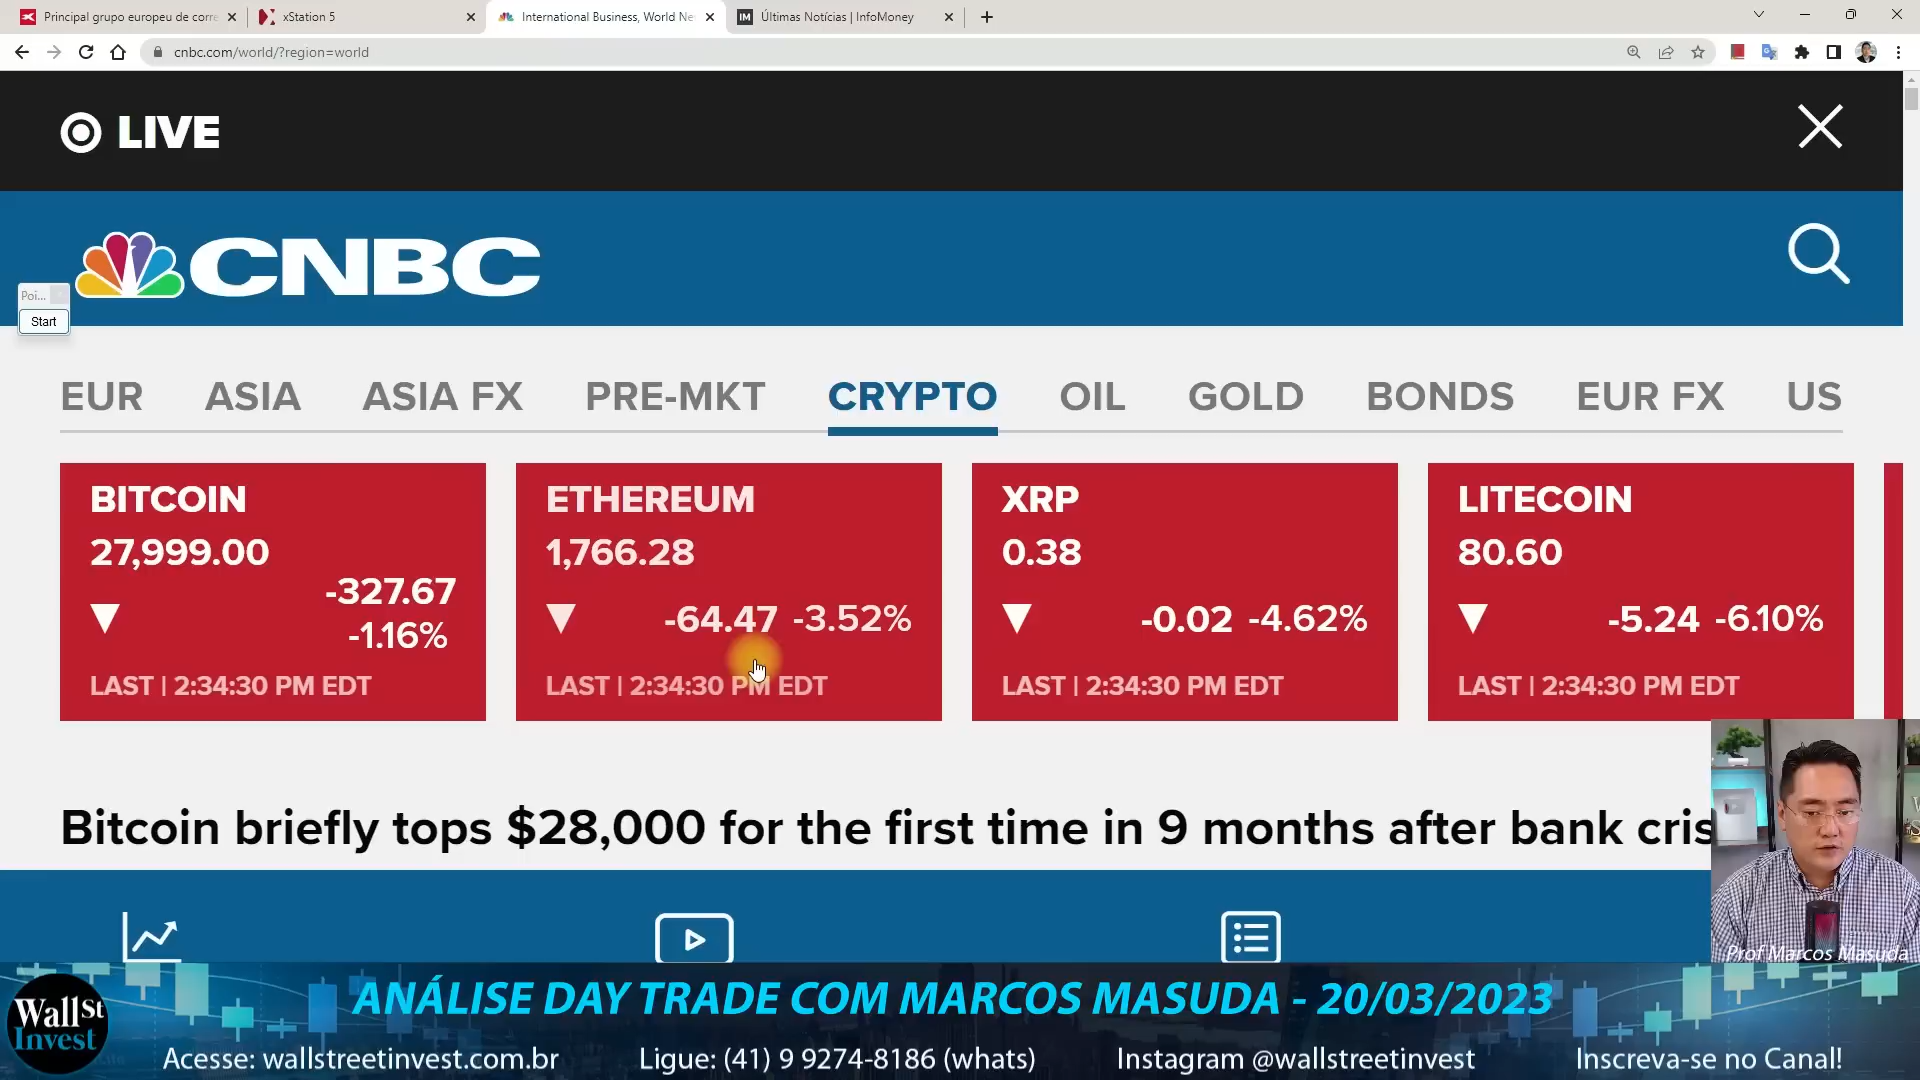 Principal grupo europeu de corre
xStation 5
International Business, World Ne
Últimas Notícias | InfoMoney
cnbc.com/world/?region=world
LIVE
CNBC
Poi...
Start
EUR
ASIA
ASIA FX
PRE-MKT
CRYPTO
OIL
GOLD
BONDS
EUR FX
US
BITCOIN
27,999.00
-327.67
-1.16%
LAST | 2:34:30 PM EDT
ETHEREUM
1,766.28
-64.47 -3.52%
LAST | 2:34:30 PM EDT
XRP
0.38
-0.02 -4.62%
LAST | 2:34:30 PM EDT
LITECOIN
80.60
-5.24 -6.10%
LAST | 2:34:30 PM EDT
Bitcoin briefly tops $28,000 for the first time in 9 months after bank cris
Prof Marcos Masuda
Wall St
Invest
ANÁLISE DAY TRADE COM MARCOS MASUDA - 20/03/2023
Acesse: wallstreetinvest.com.br
Ligue: (41) 9 9274-8186 (whats)
Instagram @wallstreetinvest
Inscreva-se no Canal!